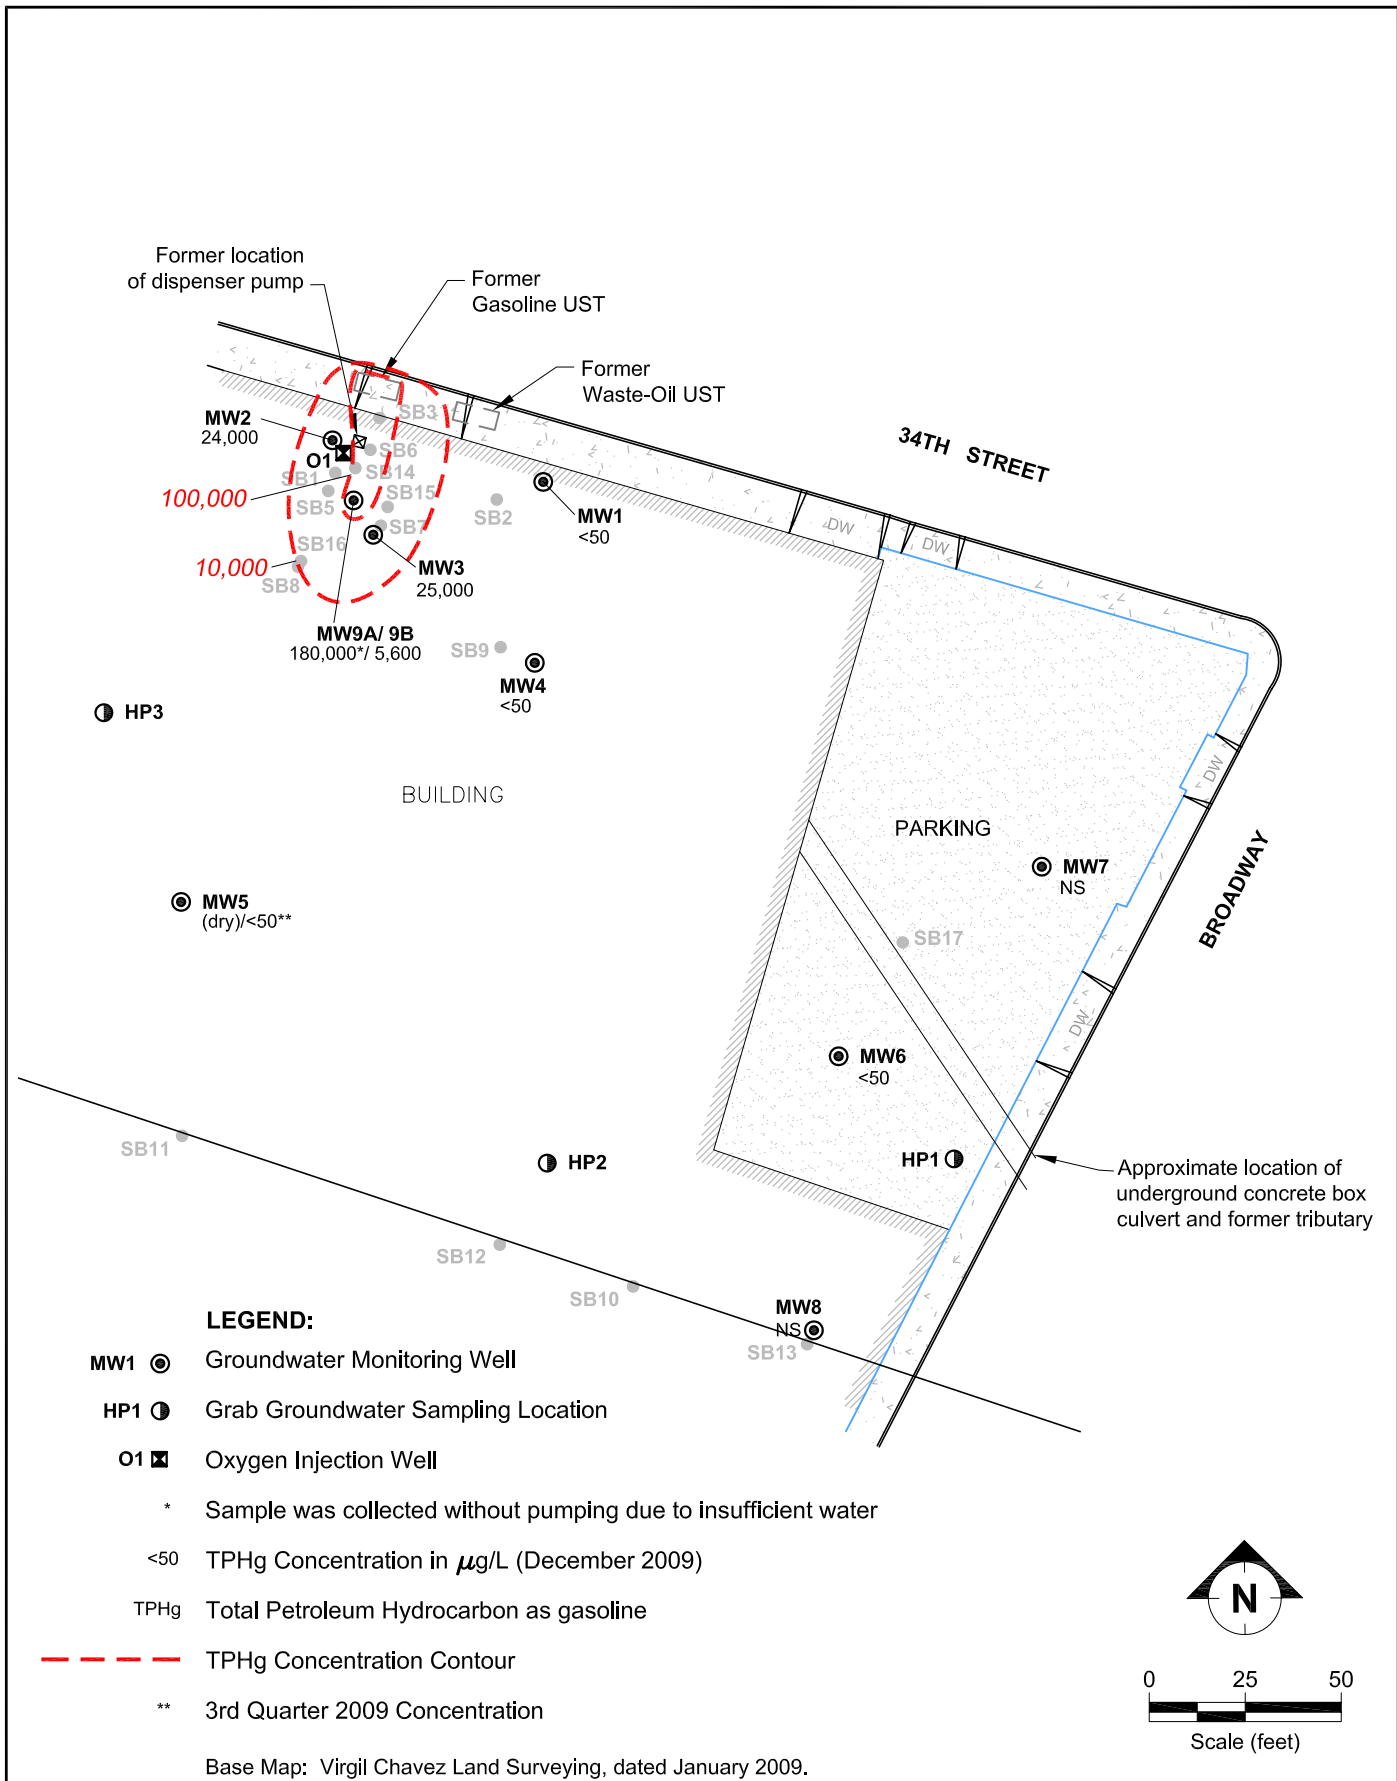 Former location
of dispenser pump
Former
Gasoline UST
Former
Waste-Oil UST
34TH STREET
MW2
24,000
O1
SB3
SB6
SB14
SB1
SB5
SB15
SB7
SB16
SB8
100,000
10,000
SB2
MW1
<50
MW3
25,000
MW9A/ 9B
180,000*/ 5,600
SB9
MW4
<50
DW
DW
DW
DW
HP3
BUILDING
PARKING
MW7
NS
BROADWAY
MW5
(dry)/<50**
SB17
MW6
<50
SB11
HP2
HP1
Approximate location of
underground concrete box
culvert and former tributary
SB12
SB10
MW8
NS
SB13
LEGEND:
MW1 Groundwater Monitoring Well
HP1 Grab Groundwater Sampling Location
O1 Oxygen Injection Well
* Sample was collected without pumping due to insufficient water
<50 TPHg Concentration in µg/L (December 2009)
TPHg Total Petroleum Hydrocarbon as gasoline
TPHg Concentration Contour
** 3rd Quarter 2009 Concentration
Base Map: Virgil Chavez Land Surveying, dated January 2009.
N
0 25 50
Scale (feet)